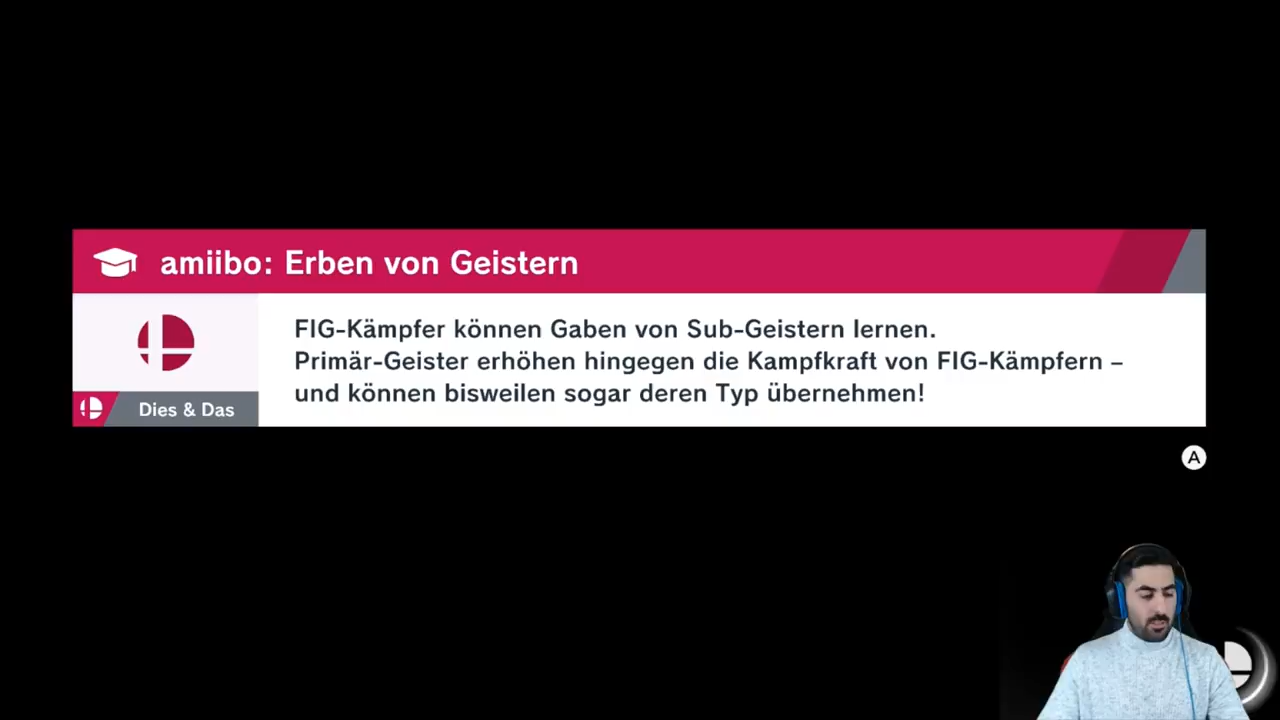 amiibo: Erben von Geistern
FIG-Kämpfer können Gaben von Sub-Geistern lernen.
Primär-Geister erhöhen hingegen die Kampfkraft von FIG-Kämpfern –
und können bisweilen sogar deren Typ übernehmen!
Dies & Das
A